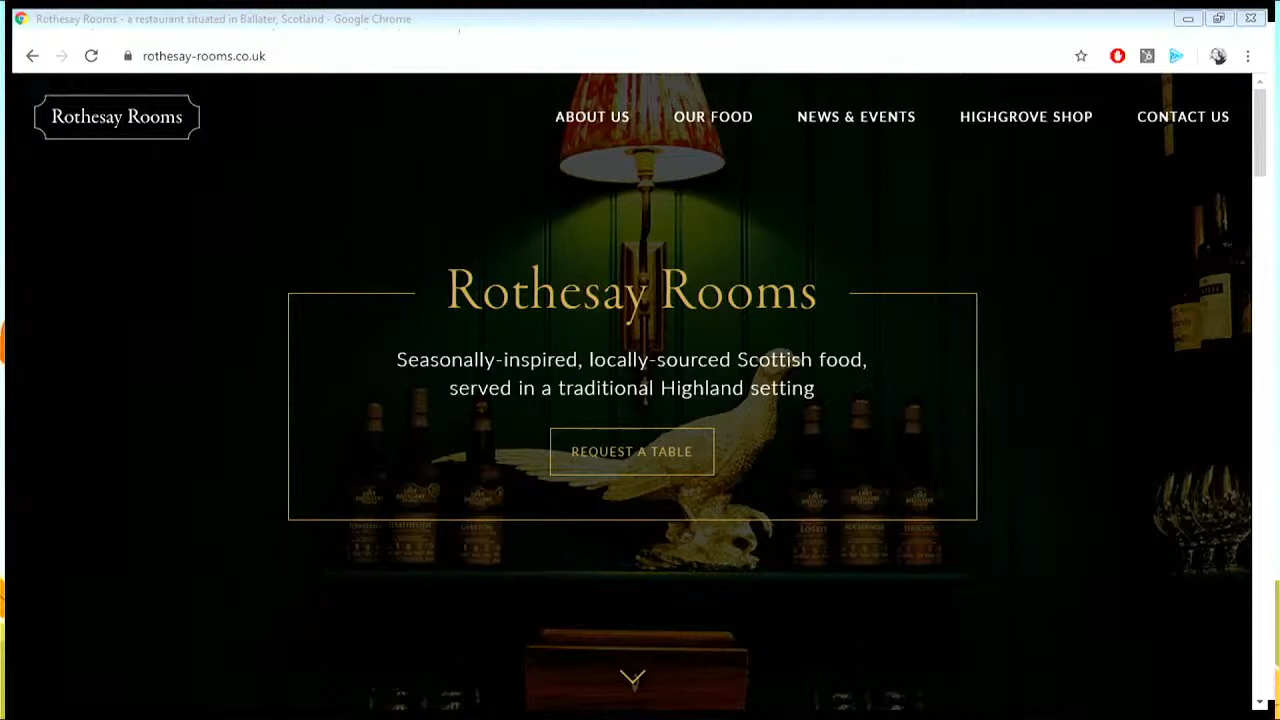 Rothesay Rooms - a restaurant situated in Ballater, Scotland - Google Chrome
rothesay-rooms.co.uk
Rothesay Rooms
ABOUT US
OUR FOOD
NEWS & EVENTS
HIGHGROVE SHOP
CONTACT US
Rothesay Rooms
Seasonally-inspired, locally-sourced Scottish food,
served in a traditional Highland setting
REQUEST A TABLE